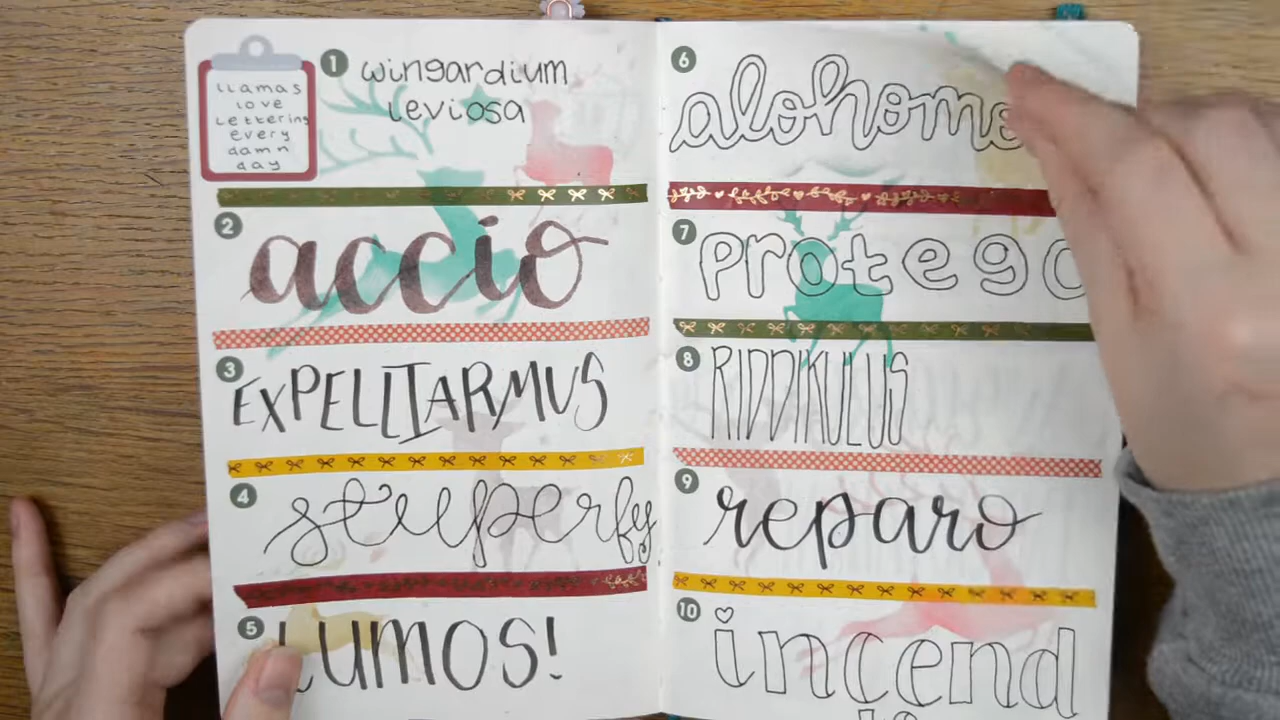 llamas
love
lettering
every
damn
day
1
wingardium
leviosa
2
accio
3
EXPELLIARMUS
4
stuperfy
5
LUMOS!
6
alohomo
7
protego
8
RIDDIKULUS
9
reparo
10
incend